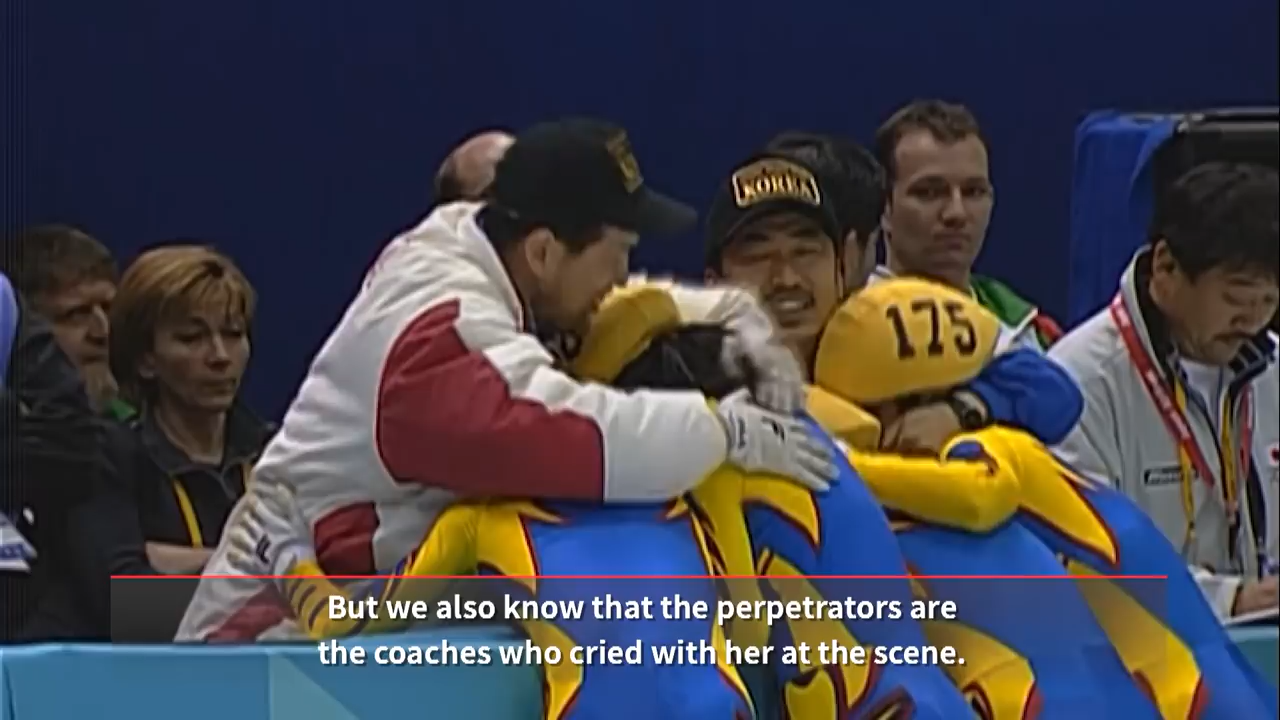 KOREA
175
But we also know that the perpetrators are
the coaches who cried with her at the scene.